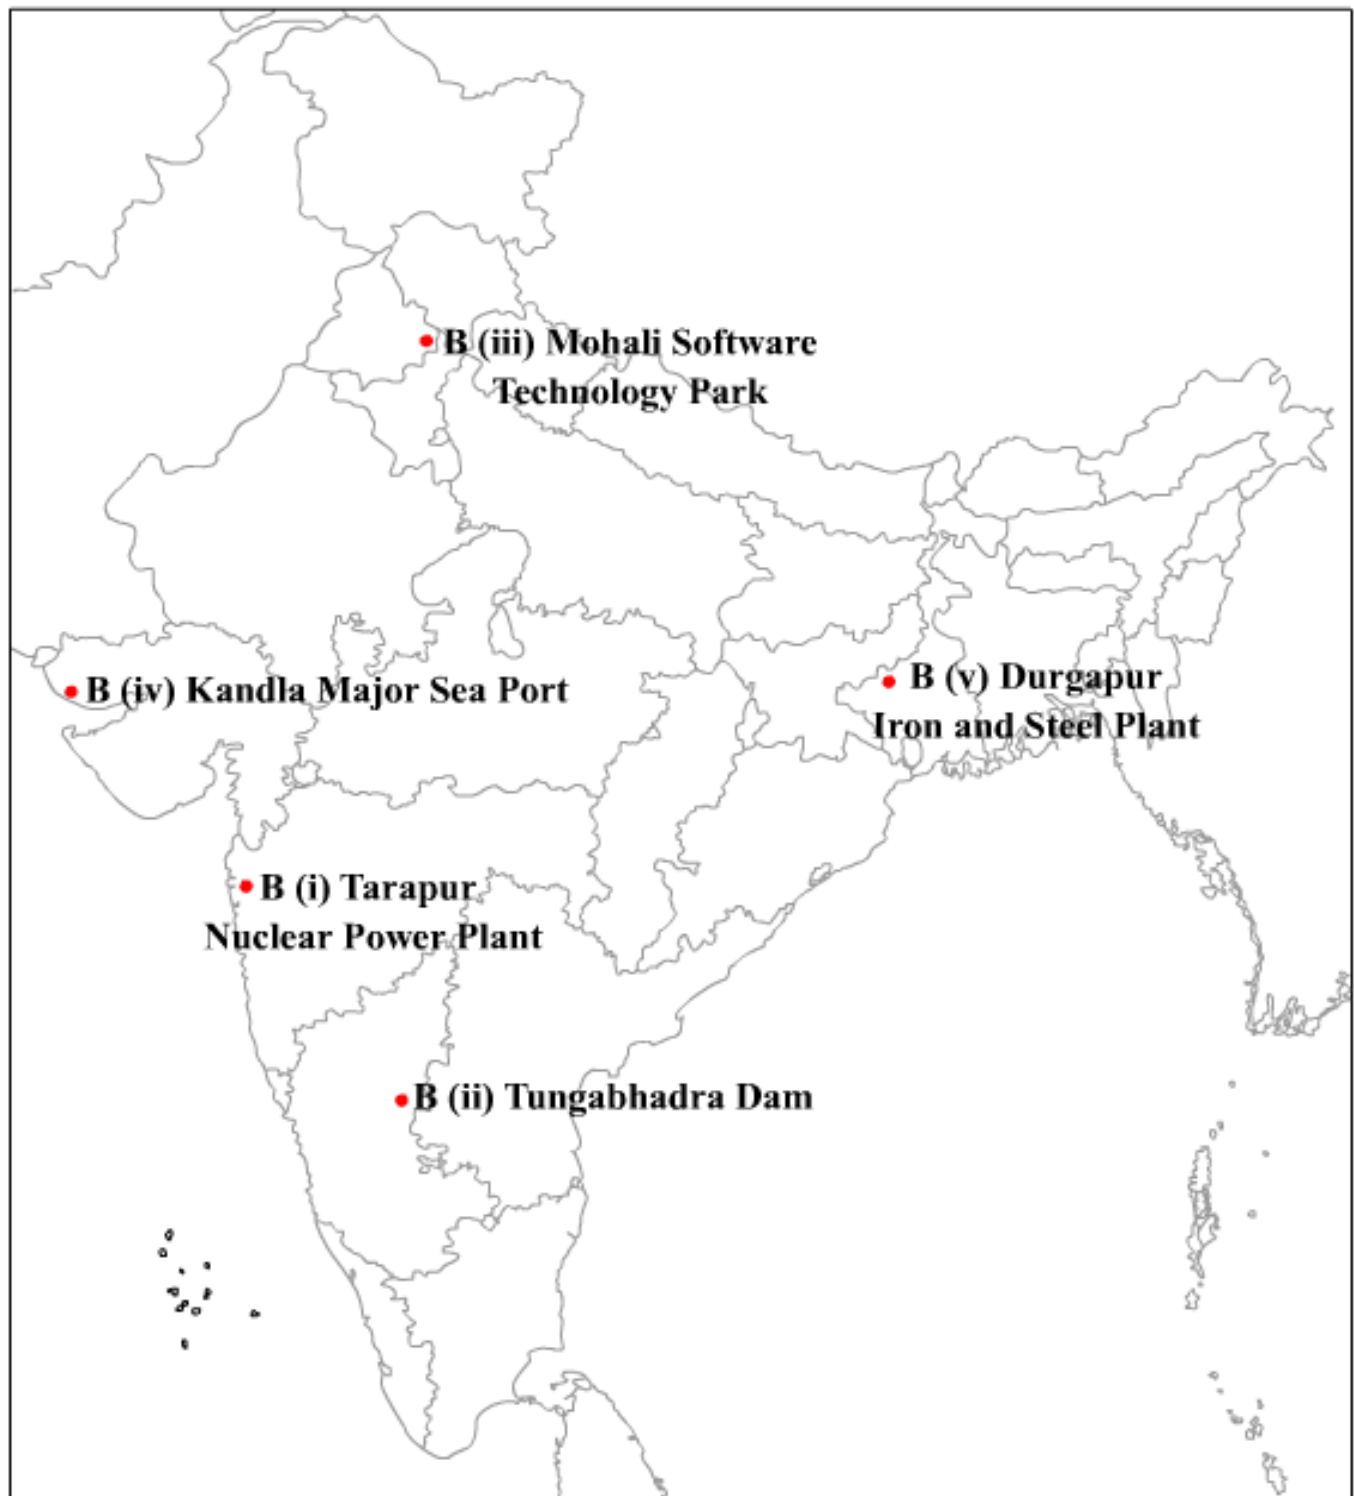 B (iii) Mohali Software
Technology Park
B (iv) Kandla Major Sea Port
B (v) Durgapur
Iron and Steel Plant
B (i) Tarapur
Nuclear Power Plant
B (ii) Tungabhadra Dam